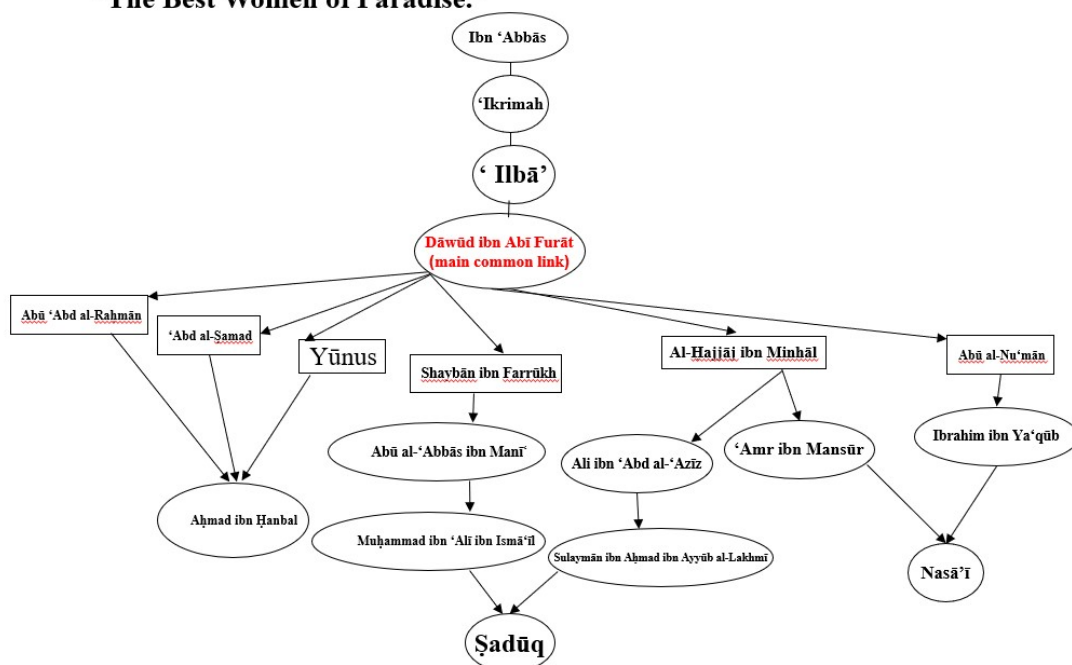 "The Best Women of Paradise."
Ibn ‘Abbās
‘Ikrimah
‘ Ilbā’
Dāwūd ibn Abī Furāt
(main common link)
Abū ‘Abd al-Raḥmān
‘Abd al-Ṣamad
Yūnus
Shaybān ibn Farrūkh
Al-Ḥajjāj ibn Minhāl
Abū al-Nu‘mān
Abū al-‘Abbās ibn Manī‘
Ali ibn ‘Abd al-‘Azīz
‘Amr ibn Mansūr
Ibrahim ibn Ya‘qūb
Aḥmad ibn Ḥanbal
Muḥammad ibn ‘Alī ibn Ismā‘īl
Sulaymān ibn Aḥmad ibn Ayyūb al-Lakhmī
Nasā’ī
Ṣadūq